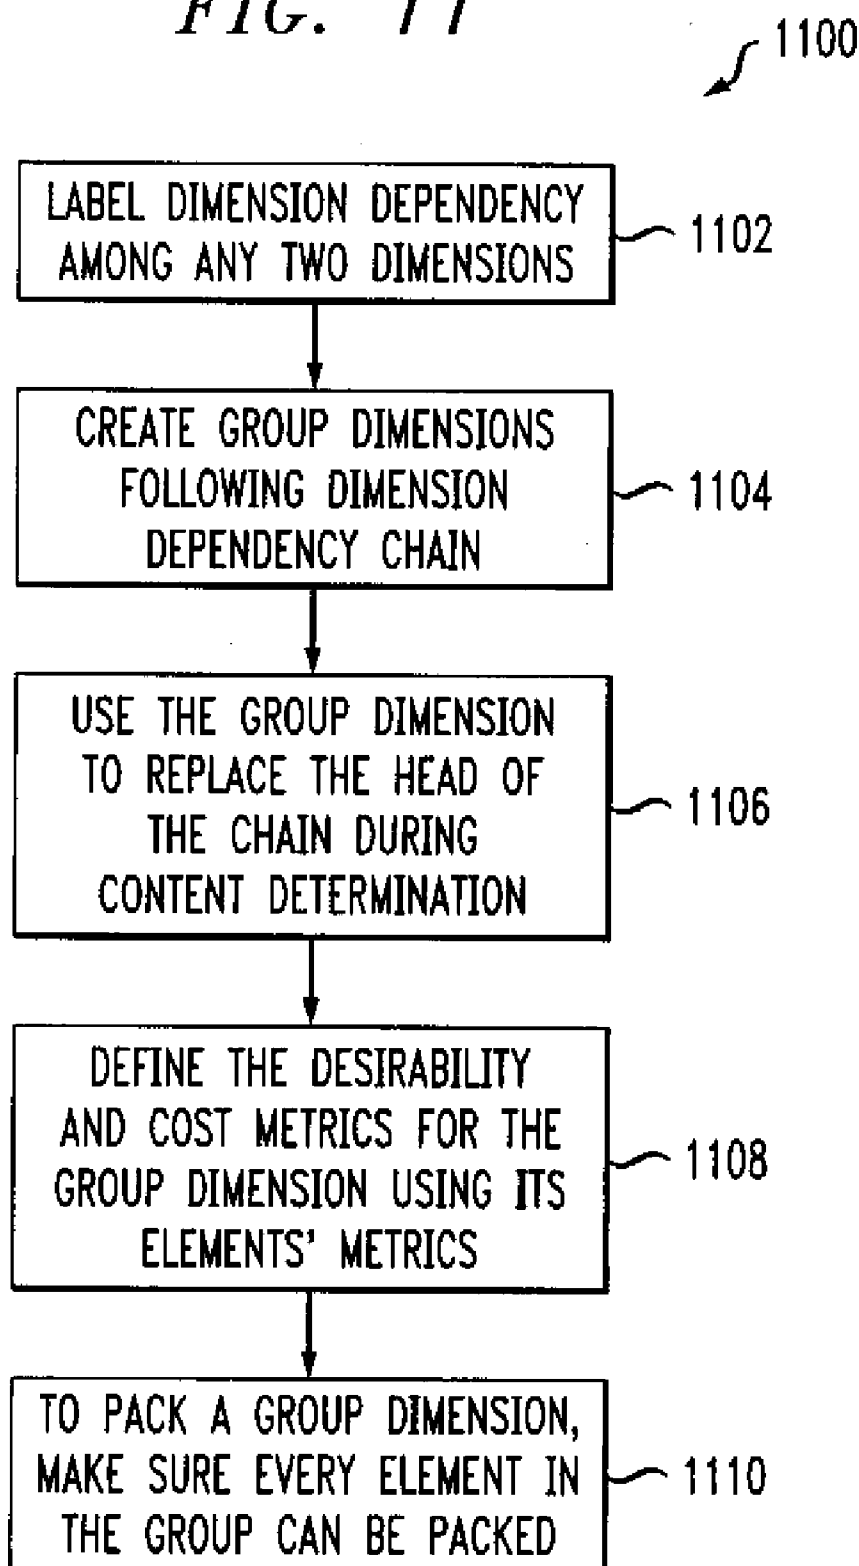 FIG. 11
1100
LABEL DIMENSION DEPENDENCY
AMONG ANY TWO DIMENSIONS
1102
CREATE GROUP DIMENSIONS
FOLLOWING DIMENSION
DEPENDENCY CHAIN
1104
USE THE GROUP DIMENSION
TO REPLACE THE HEAD OF
THE CHAIN DURING
CONTENT DETERMINATION
1106
DEFINE THE DESIRABILITY
AND COST METRICS FOR THE
GROUP DIMENSION USING ITS
ELEMENTS' METRICS
1108
TO PACK A GROUP DIMENSION,
MAKE SURE EVERY ELEMENT IN
THE GROUP CAN BE PACKED
1110